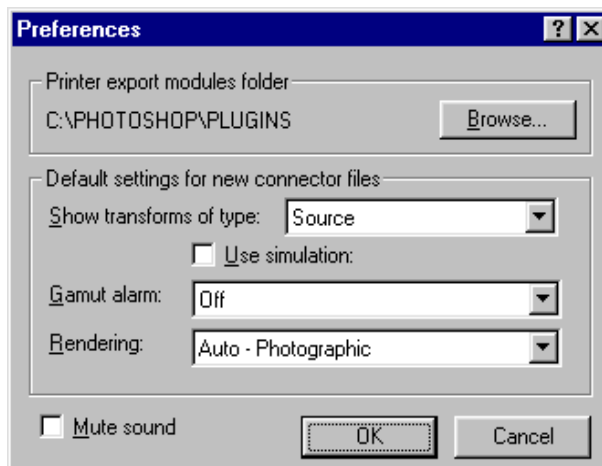 Preferences
Printer export modules folder
C:\PHOTOSHOP\PLUGINS Browse...
Default settings for new connector files
Show transforms of type: Source
Use simulation:
Gamut alarm: Off
Rendering: Auto - Photographic
Mute sound OK Cancel